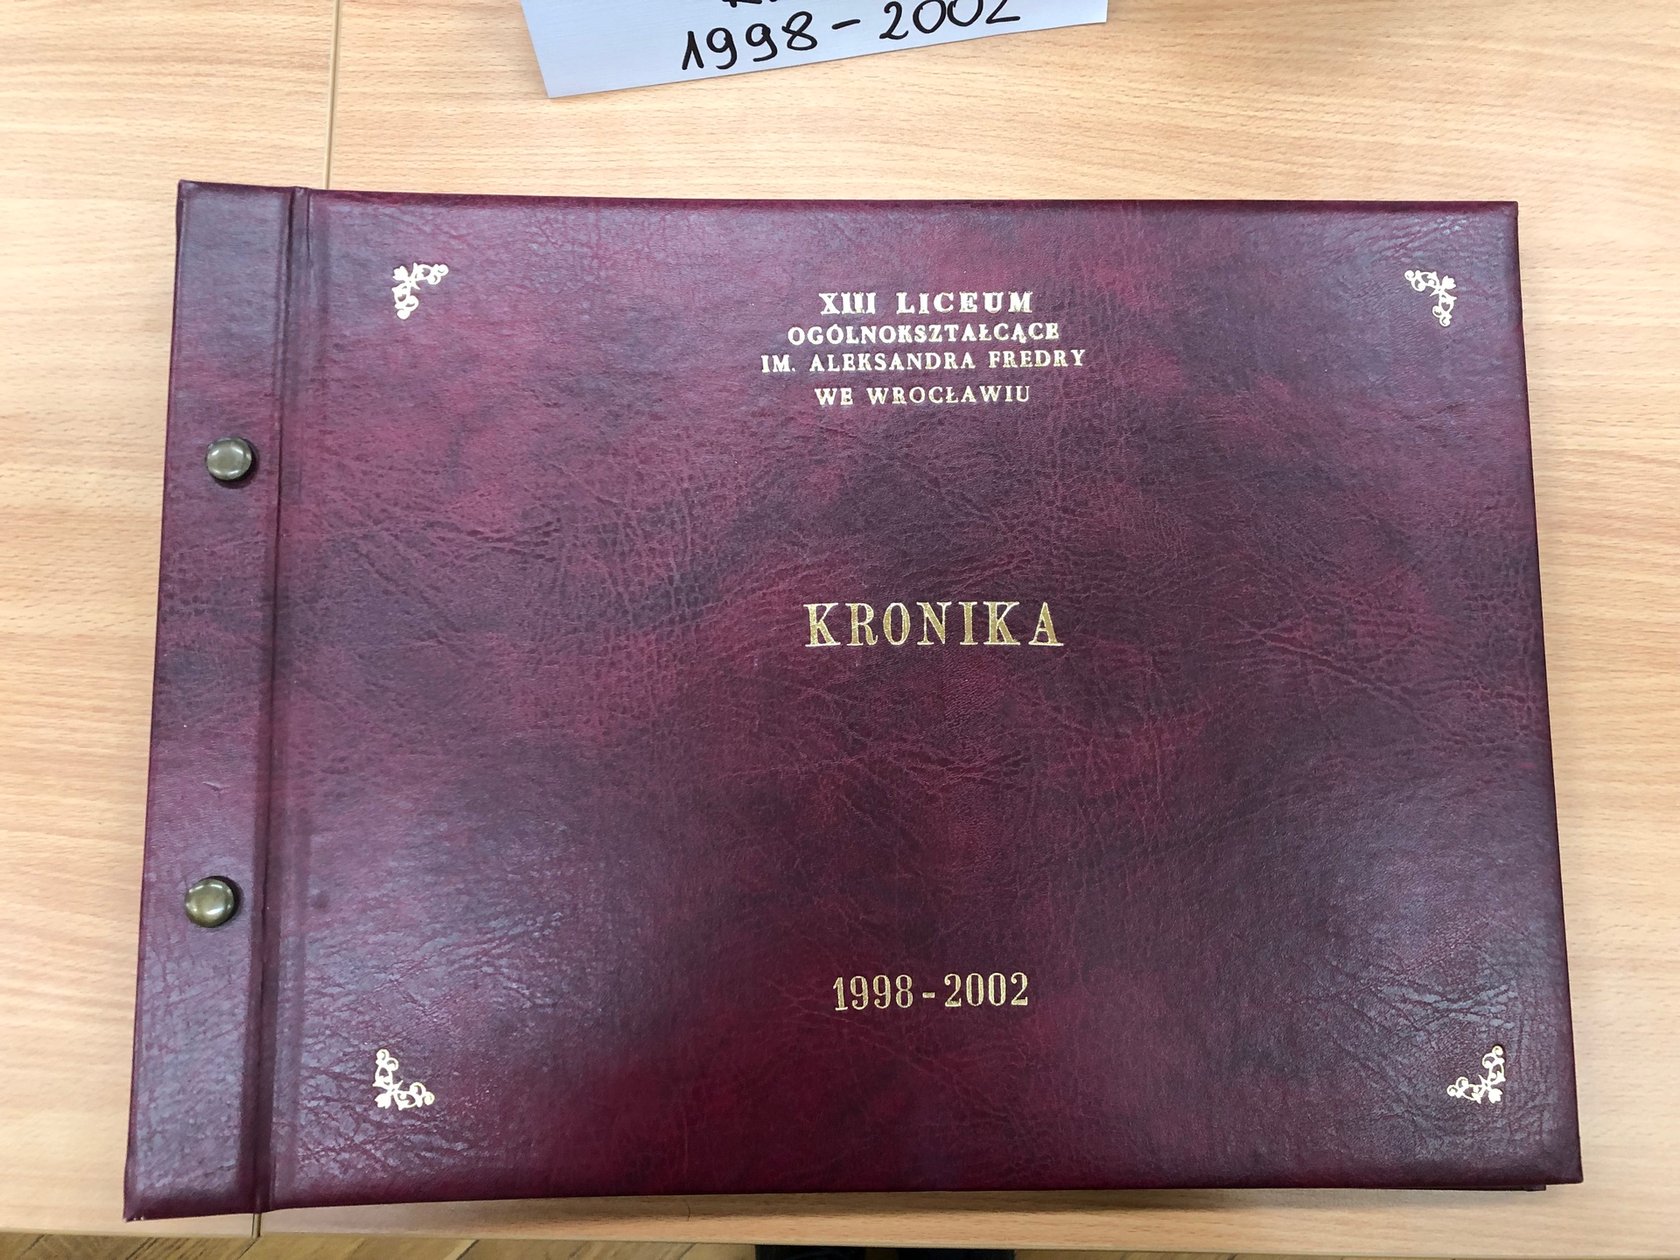 1998 - 2002
XIII LICEUM
OGÓLNOKSZTAŁCĄCE
IM. ALEKSANDRA FREDRY
WE WROCŁAWIU
KRONIKA
1998 - 2002